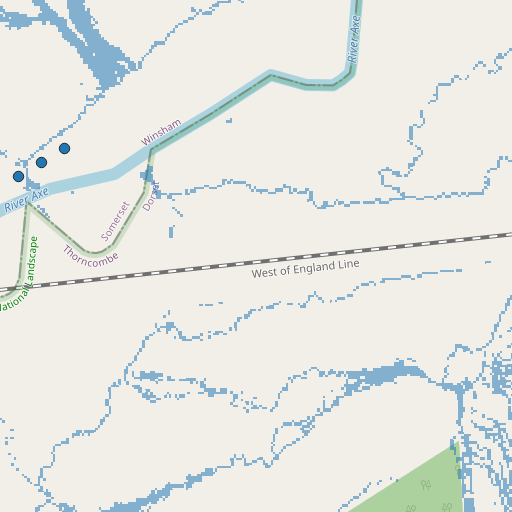 River Axe
Winsham
River Axe
Somerset
Dorset
Thorncombe
National Landscape
West of England Line